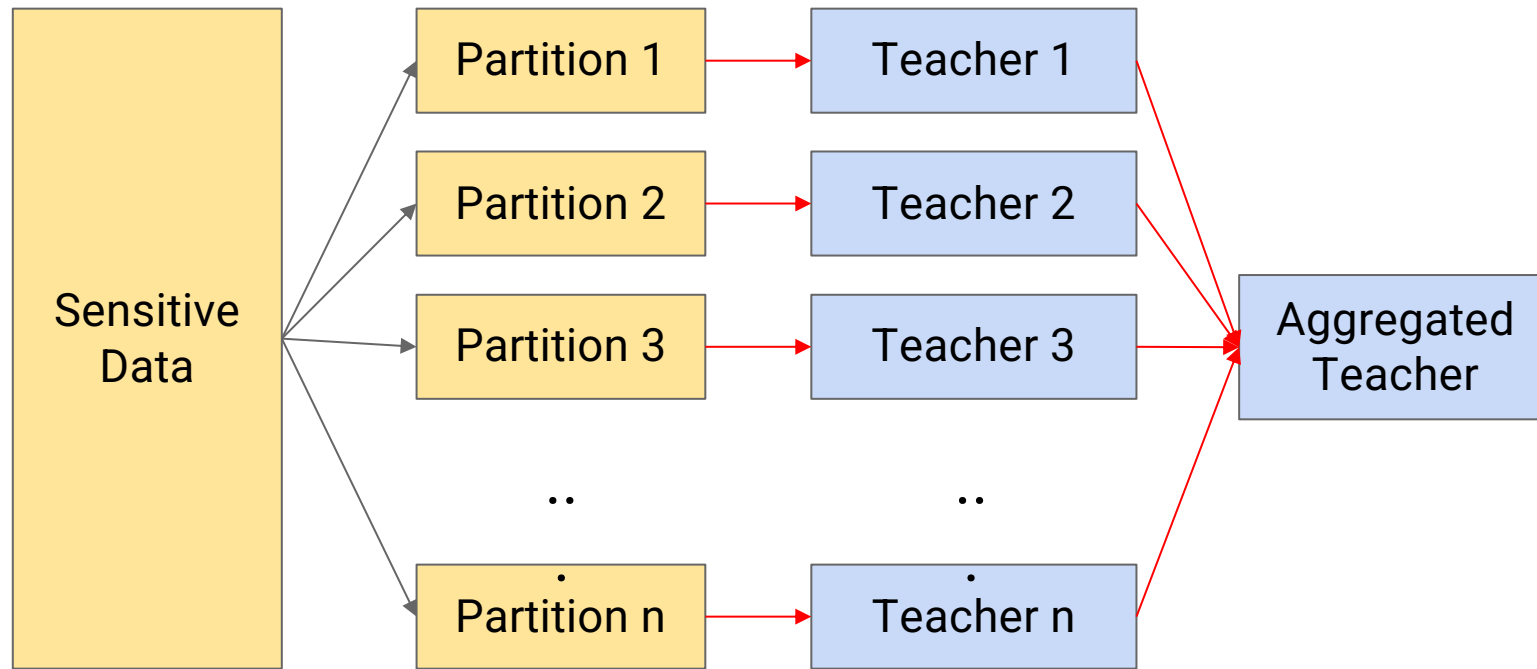 Sensitive
Data
Partition 1
Teacher 1
Partition 2
Teacher 2
Partition 3
Teacher 3
..
..
.
.
Partition n
Teacher n
Aggregated
Teacher